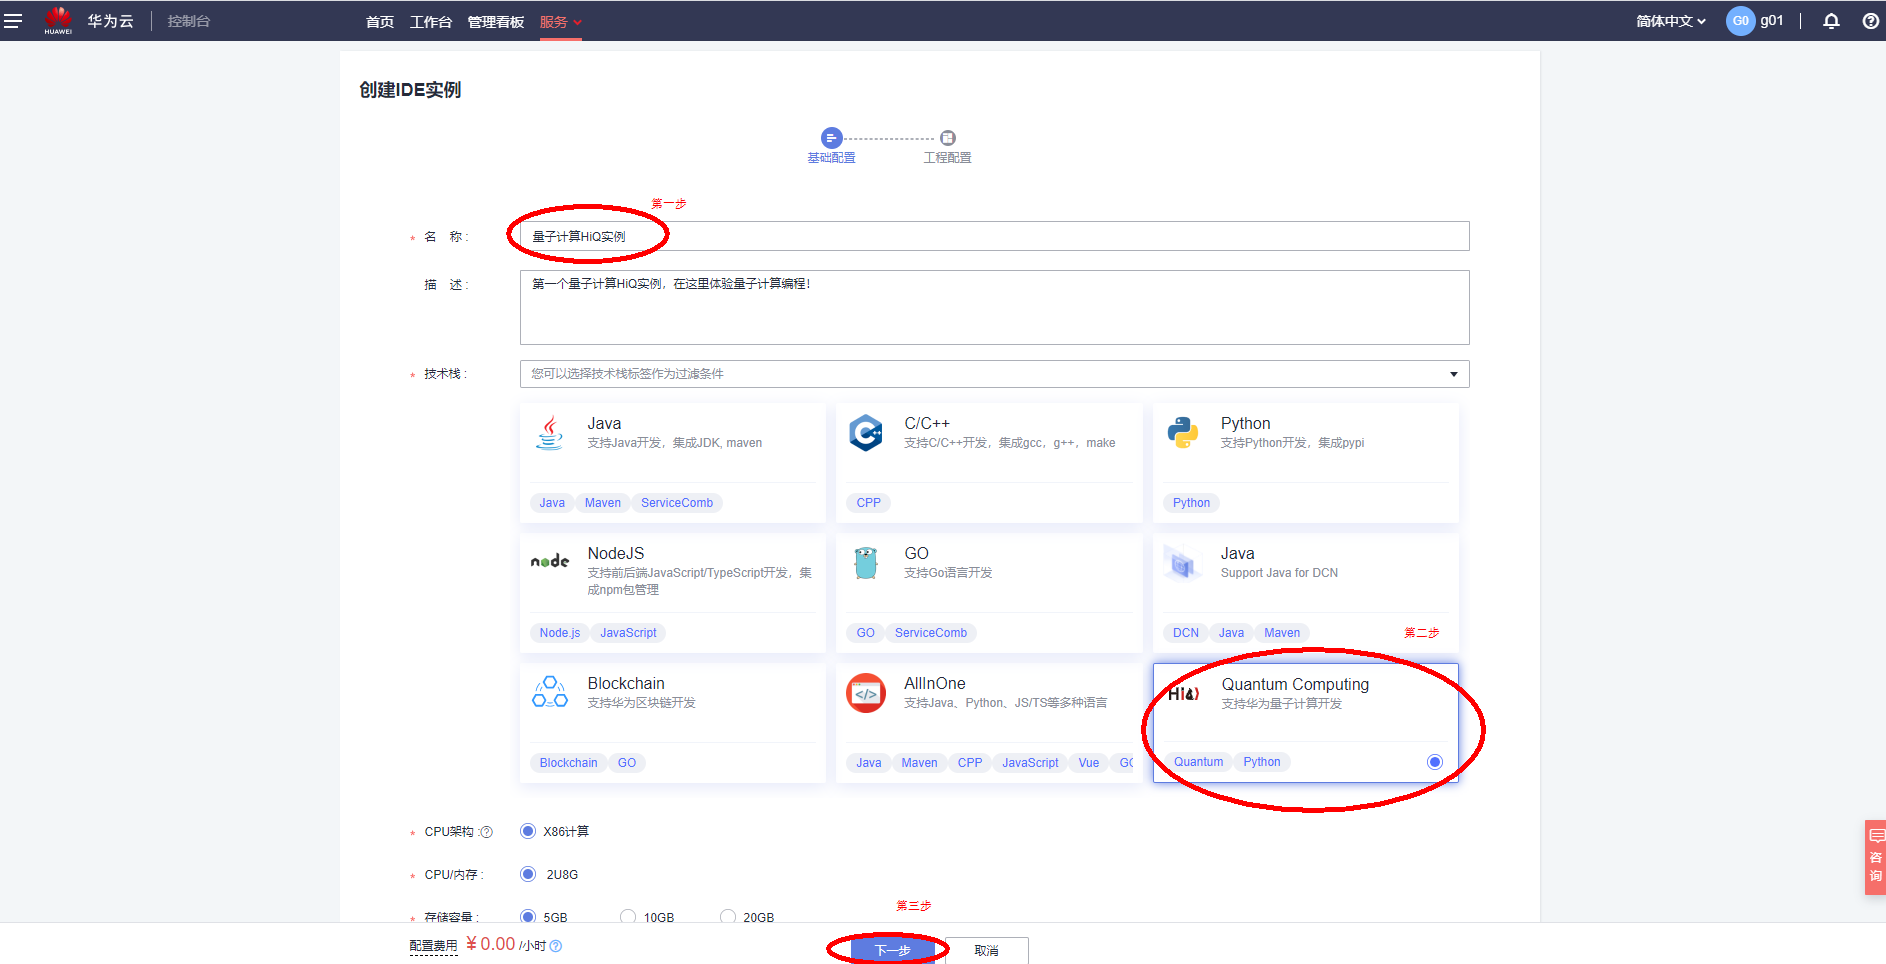 HUAWEI
华为云 控制台 首页 工作台 管理看板 服务 简体中文 G0 g01
创建IDE实例
基础配置 工程配置
第一步
* 名 称 : 量子计算HiQ实例
描 述 : 第一个量子计算HiQ实例，在这里体验量子计算编程！
* 技术栈 : 您可以选择技术栈标签作为过滤条件
Java
支持Java开发，集成JDK, maven
Java Maven ServiceComb
C/C++
支持C/C++开发，集成gcc，g++，make
CPP
Python
支持Python开发，集成pypi
Python
node
NodeJS
支持前后端JavaScript/TypeScript开发，集
成npm包管理
Node.js JavaScript
GO
支持Go语言开发
GO ServiceComb
Java
Support Java for DCN
DCN Java Maven
第二步
Blockchain
支持华为区块链开发
Blockchain GO
AllInOne
支持Java、Python、JS/TS等多种语言
Java Maven CPP JavaScript Vue GO
HiQ
Quantum Computing
支持华为量子计算开发
Quantum Python
* CPU架构 : X86计算
* CPU/内存 : 2U8G
* 存储容量 : 5GB 10GB 20GB
第三步
配置费用 ¥0.00 /小时
下一步 取消
咨
询